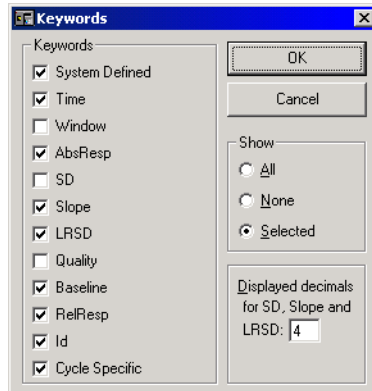 Keywords
Keywords
System Defined
Time
Window
AbsResp
SD
Slope
LRSD
Quality
Baseline
RelResp
Id
Cycle Specific
OK
Cancel
Show
All
None
Selected
Displayed decimals
for SD, Slope and
LRSD: 4